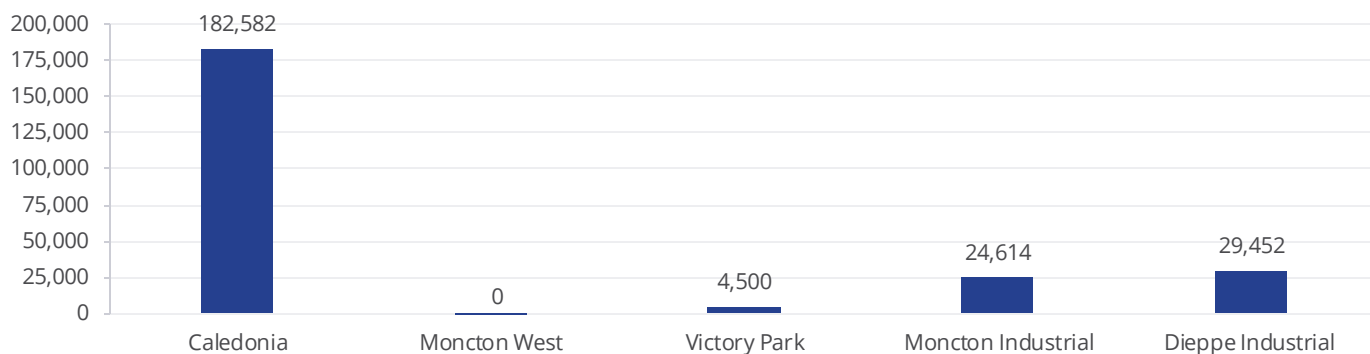 200,000
175,000
150,000
125,000
100,000
75,000
50,000
25,000
0
182,582
0
4,500
24,614
29,452
Caledonia
Moncton West
Victory Park
Moncton Industrial
Dieppe Industrial